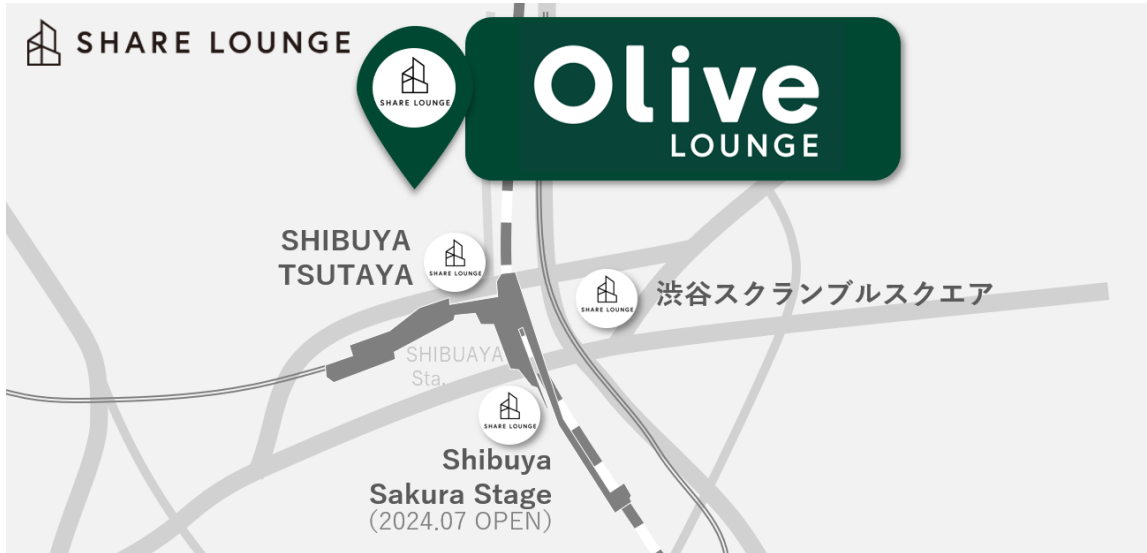 SHARE LOUNGE
SHARE LOUNGE
Olive
LOUNGE
SHIBUYA
TSUTAYA
SHARE LOUNGE
SHARE LOUNGE
渋谷スクランブルスクエア
SHIBUAYA
Sta.
SHARE LOUNGE
Shibuya
Sakura Stage
(2024.07 OPEN)